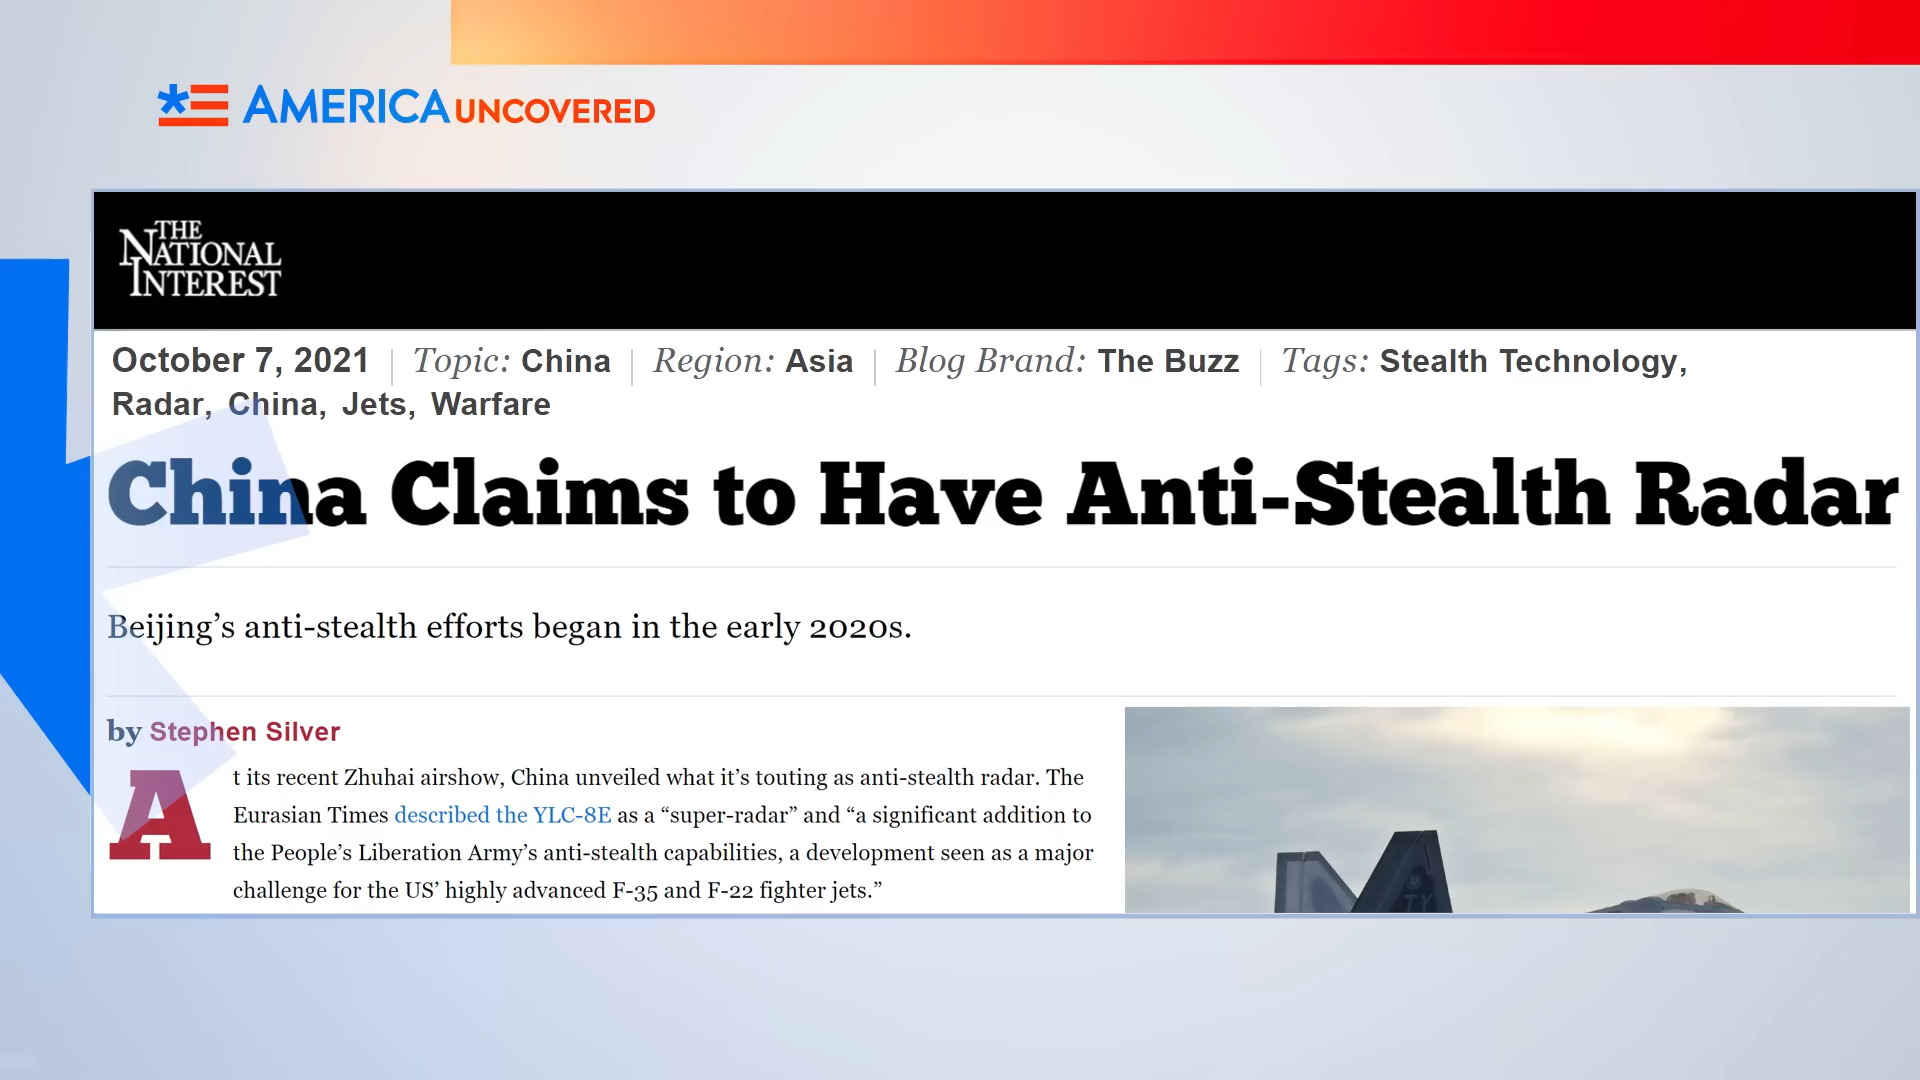 AMERICA UNCOVERED
THE
NATIONAL
INTEREST
October 7, 2021 | Topic: China | Region: Asia | Blog Brand: The Buzz | Tags: Stealth Technology,
Radar, China, Jets, Warfare
China Claims to Have Anti-Stealth Radar
Beijing’s anti-stealth efforts began in the early 2020s.
by Stephen Silver
At its recent Zhuhai airshow, China unveiled what it’s touting as anti-stealth radar. The
Eurasian Times described the YLC-8E as a “super-radar” and “a significant addition to
the People’s Liberation Army’s anti-stealth capabilities, a development seen as a major
challenge for the US’ highly advanced F-35 and F-22 fighter jets.”
TY